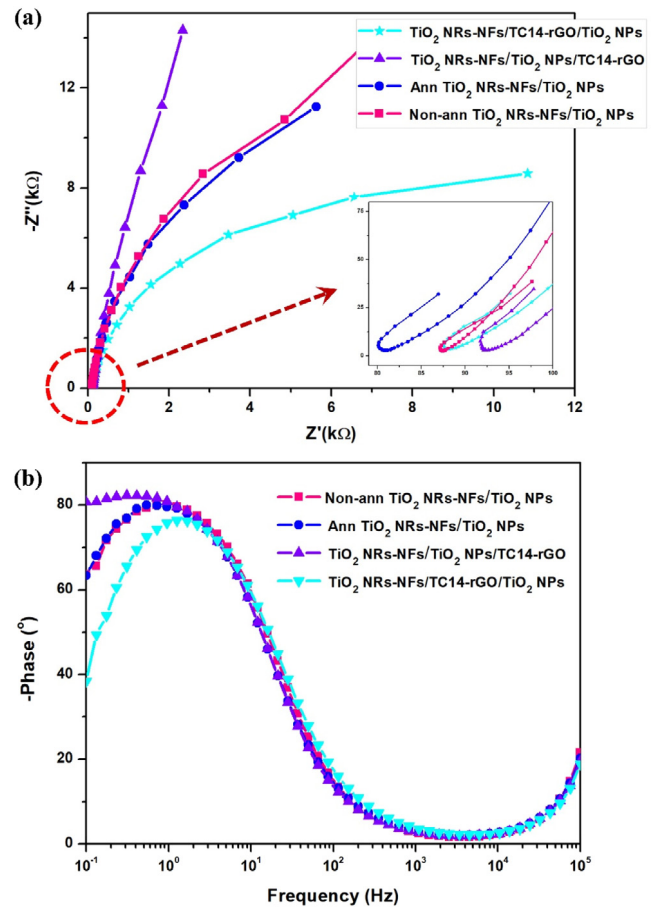 (a)
-Z''(kΩ)
15
12
8
4
0
0
2
4
6
8
10
12
Z'(kΩ)
TiO2 NRs-NFs/TC14-rGO/TiO2 NPs
TiO2 NRs-NFs/TiO2 NPs/TC14-rGO
Ann TiO2 NRs-NFs/TiO2 NPs
Non-ann TiO2 NRs-NFs/TiO2 NPs
75
50
25
0
80
85
90
95
100
(b)
-Phase (°)
80
60
40
20
0
10-1
100
101
102
103
104
105
Frequency (Hz)
Non-ann TiO2 NRs-NFs/TiO2 NPs
Ann TiO2 NRs-NFs/TiO2 NPs
TiO2 NRs-NFs/TiO2 NPs/TC14-rGO
TiO2 NRs-NFs/TC14-rGO/TiO2 NPs